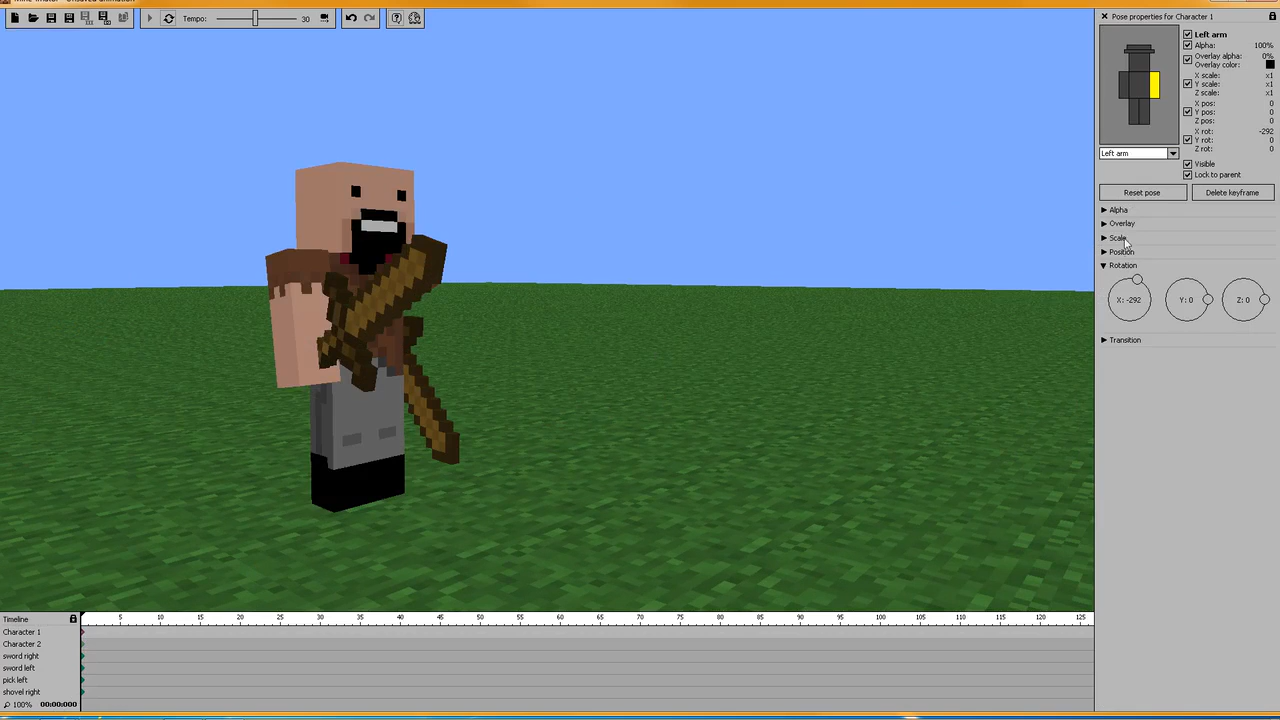 Tempo: 30
Pose properties for Character 1
Left arm
Alpha: 100%
Overlay alpha: 0%
Overlay color:
X scale: x1
Y scale: x1
Z scale: x1
X pos: 0
Y pos: 0
Z pos: 0
X rot: -292
Y rot: 0
Z rot: 0
Left arm
Visible
Lock to parent
Reset pose Delete keyframe
Alpha
Overlay
Scale
Position
Rotation
X: -292 Y: 0 Z: 0
Transition
Timeline 5 10 15 20 25 30 35 40 45 50 55 60 65 70 75 80 85 90 95 100 105 110 115 120 125
Character 1
Character 2
sword right
sword left
pick left
shovel right
100% 00:00:000